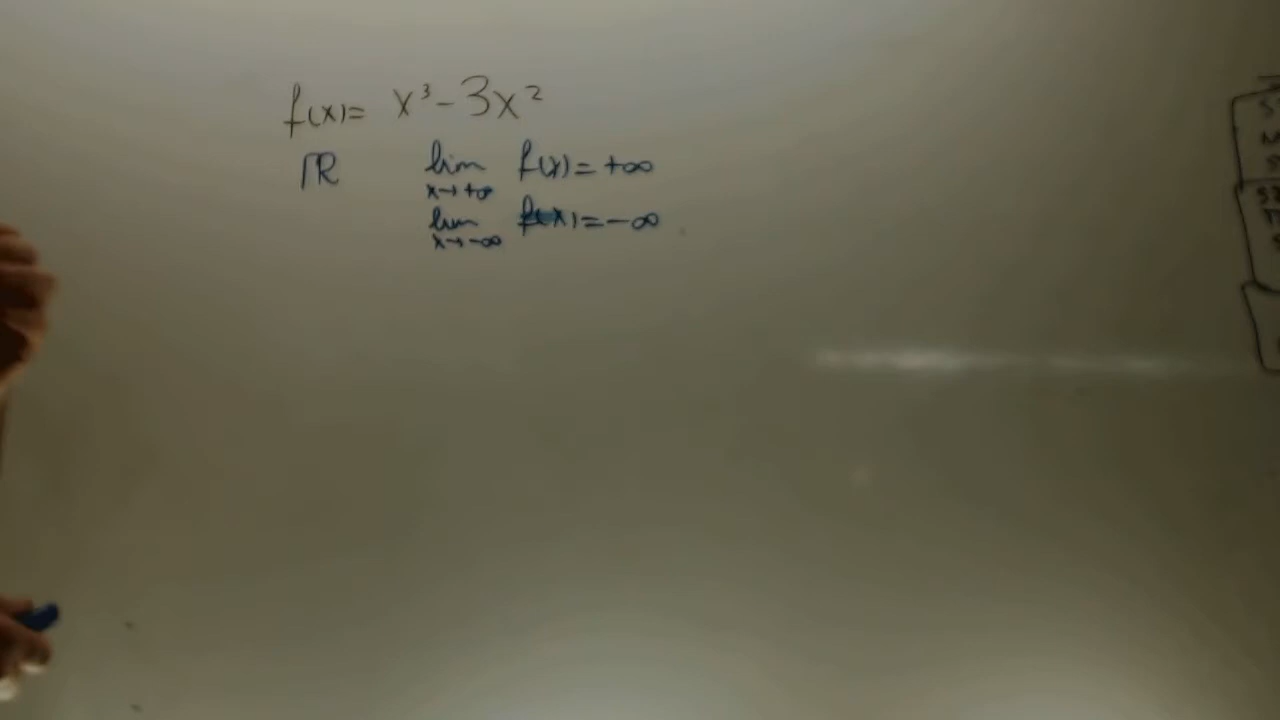 f(x)= x³-3x²
ℝ lim f(x)=+∞
x→+∞
lim f(x)=-∞
x→-∞